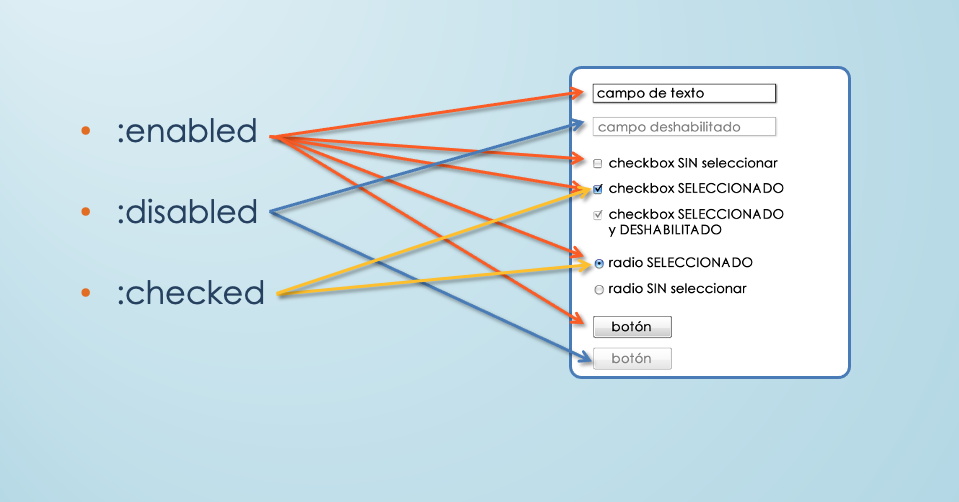 :enabled
:disabled
:checked
campo de texto
campo deshabilitado
checkbox SIN seleccionar
checkbox SELECCIONADO
checkbox SELECCIONADO
y DESHABILITADO
radio SELECCIONADO
radio SIN seleccionar
botón
botón